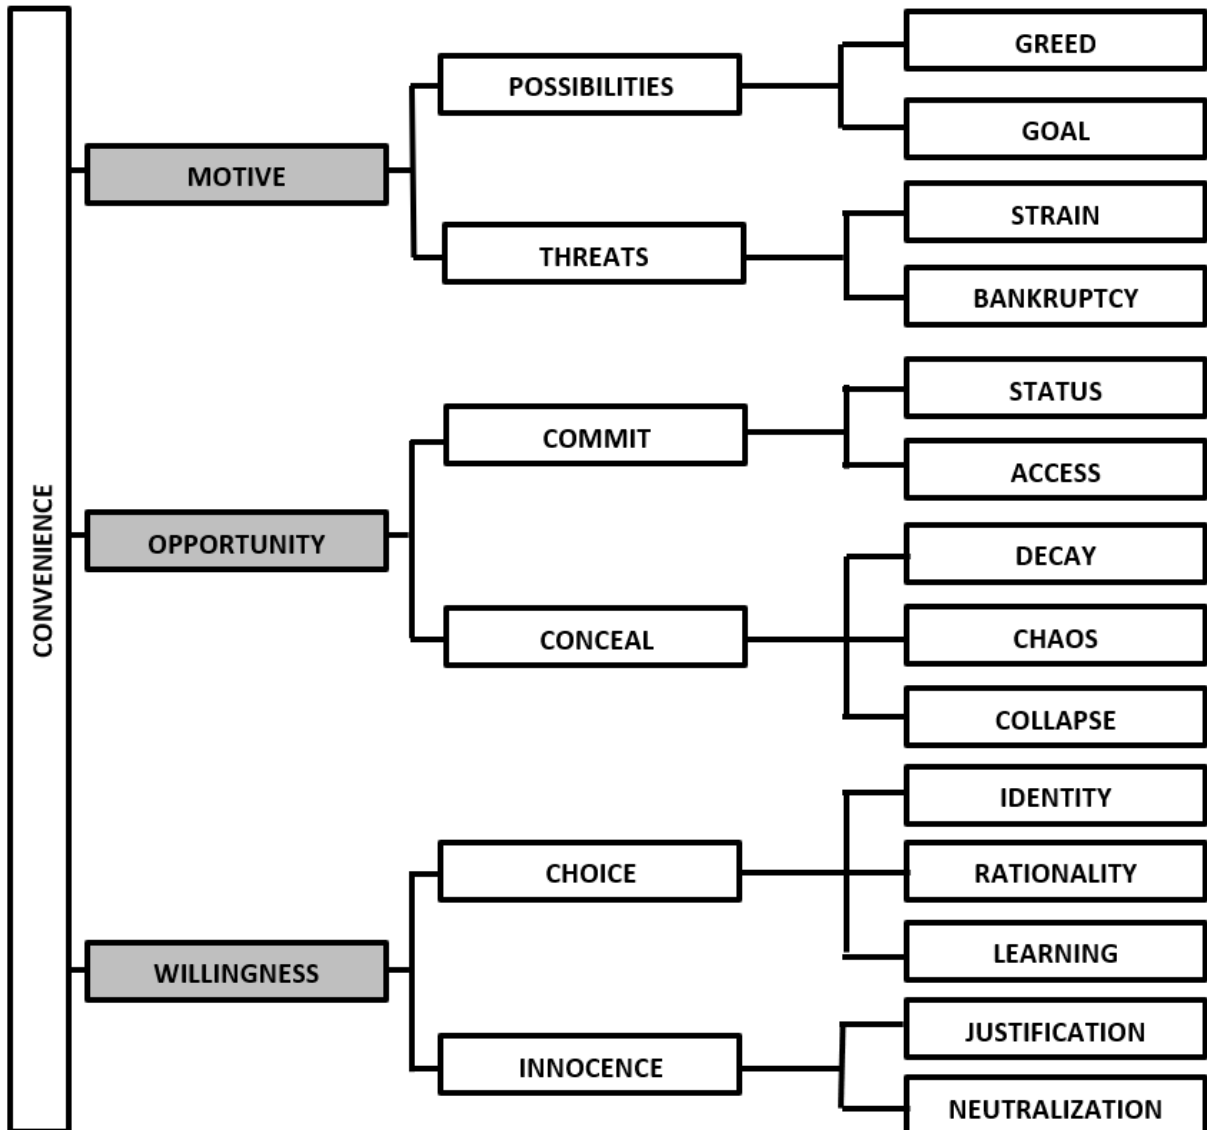 CONVENIENCE
MOTIVE
POSSIBILITIES
GREED
GOAL
THREATS
STRAIN
BANKRUPTCY
OPPORTUNITY
COMMIT
STATUS
ACCESS
CONCEAL
DECAY
CHAOS
COLLAPSE
WILLINGNESS
CHOICE
IDENTITY
RATIONALITY
LEARNING
INNOCENCE
JUSTIFICATION
NEUTRALIZATION